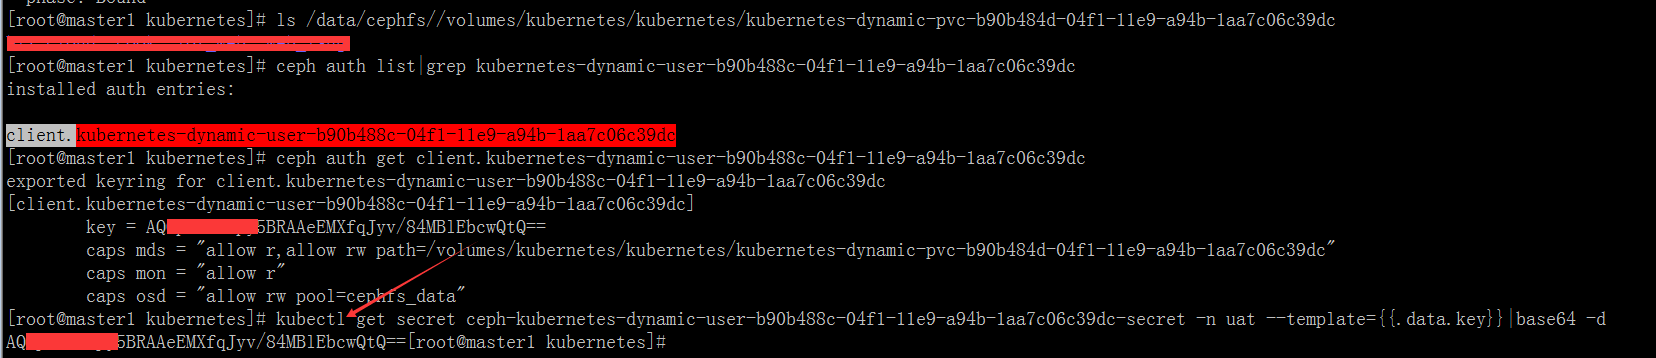 phase: Bound
[root@master1 kubernetes]# ls /data/cephfs//volumes/kubernetes/kubernetes/kubernetes-dynamic-pvc-b90b484d-04f1-11e9-a94b-1aa7c06c39dc
[root@master1 kubernetes]# ceph auth list|grep kubernetes-dynamic-user-b90b488c-04f1-11e9-a94b-1aa7c06c39dc
installed auth entries:
client.kubernetes-dynamic-user-b90b488c-04f1-11e9-a94b-1aa7c06c39dc
[root@master1 kubernetes]# ceph auth get client.kubernetes-dynamic-user-b90b488c-04f1-11e9-a94b-1aa7c06c39dc
exported keyring for client.kubernetes-dynamic-user-b90b488c-04f1-11e9-a94b-1aa7c06c39dc
[client.kubernetes-dynamic-user-b90b488c-04f1-11e9-a94b-1aa7c06c39dc]
key = AQ 5BRAAeEMXfqJyv/84MBlEbcwQtQ==
caps mds = "allow r,allow rw path=/volumes/kubernetes/kubernetes/kubernetes-dynamic-pvc-b90b484d-04f1-11e9-a94b-1aa7c06c39dc"
caps mon = "allow r"
caps osd = "allow rw pool=cephfs_data"
[root@master1 kubernetes]# kubectl get secret ceph-kubernetes-dynamic-user-b90b488c-04f1-11e9-a94b-1aa7c06c39dc-secret -n uat --template={{.data.key}}|base64 -d
AQ 5BRAAeEMXfqJyv/84MBlEbcwQtQ==[root@master1 kubernetes]#